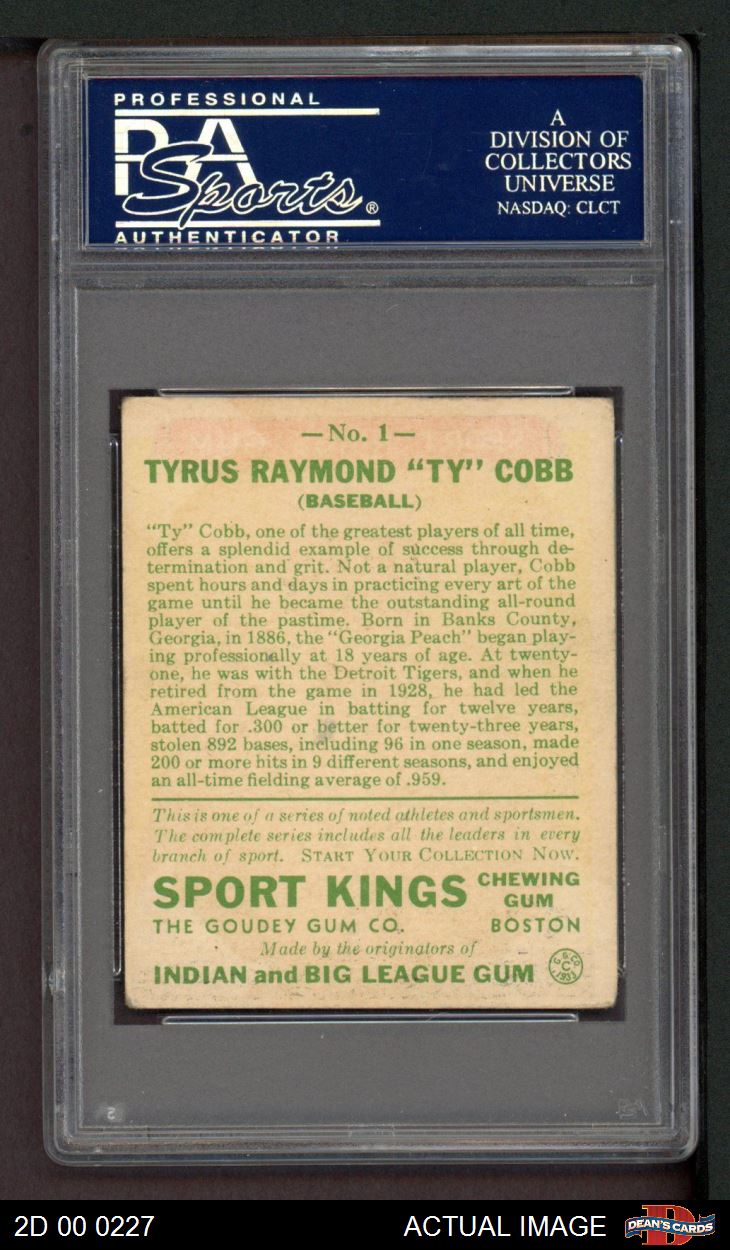 PROFESSIONAL
PSA
Sports®
AUTHENTICATOR
A
DIVISION OF
COLLECTORS
UNIVERSE
NASDAQ: CLCT
—No. 1—
TYRUS RAYMOND "TY" COBB
(BASEBALL)
"Ty" Cobb, one of the greatest players of all time,
offers a splendid example of success through de-
termination and grit. Not a natural player, Cobb
spent hours and days in practicing every art of the
game until he became the outstanding all-round
player of the pastime. Born in Banks County,
Georgia, in 1886, the "Georgia Peach" began play-
ing professionally at 18 years of age. At twenty-
one, he was with the Detroit Tigers, and when he
retired from the game in 1928, he had led the
American League in batting for twelve years,
batted for .300 or better for twenty-three years,
stolen 892 bases, including 96 in one season, made
200 or more hits in 9 different seasons, and enjoyed
an all-time fielding average of .959.
This is one of a series of noted athletes and sportsmen.
The complete series includes all the leaders in every
branch of sport. START YOUR COLLECTION NOW.
SPORT KINGS CHEWING GUM
THE GOUDEY GUM CO. BOSTON
Made by the originators of
INDIAN and BIG LEAGUE GUM
G.G.CO.
C
1933
2D 00 0227
ACTUAL IMAGE
D
DEAN'S CARDS